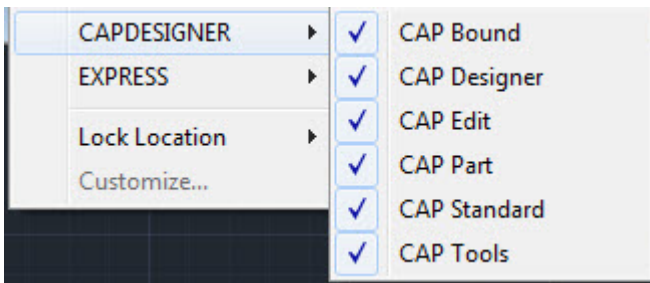 CAPDESIGNER
EXPRESS
Lock Location
Customize...
CAP Bound
CAP Designer
CAP Edit
CAP Part
CAP Standard
CAP Tools